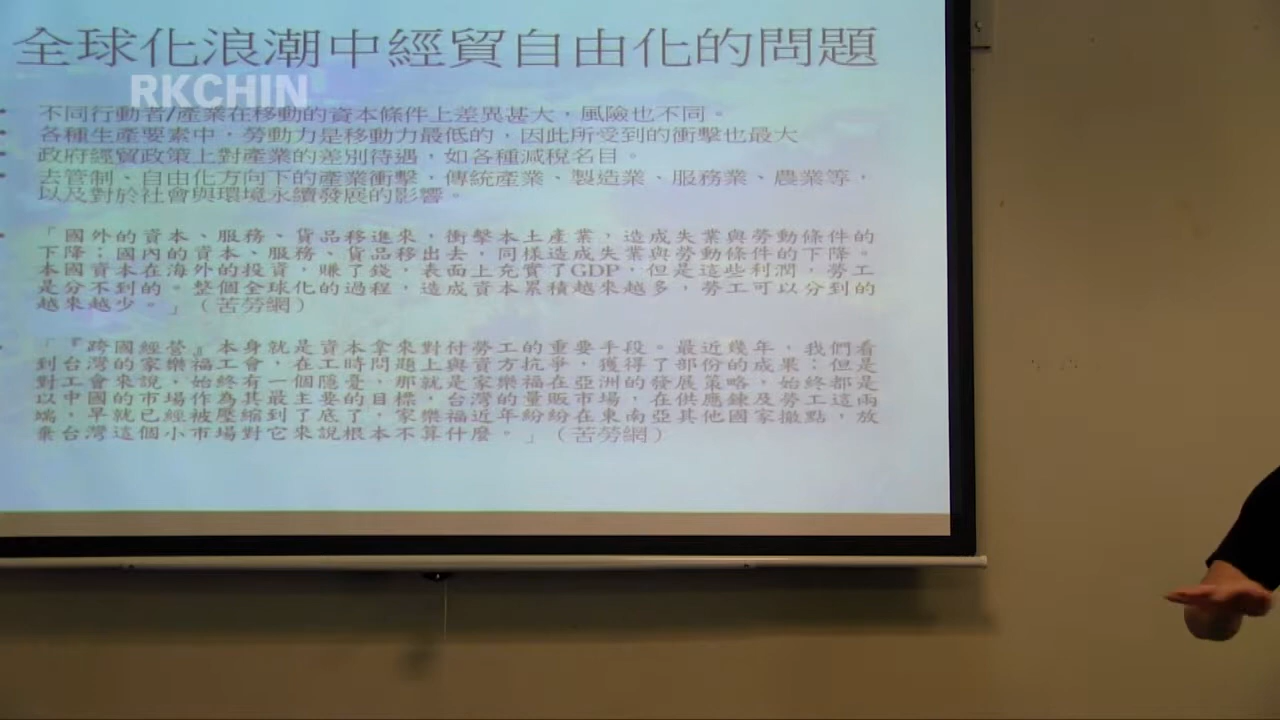 全球化浪潮中經貿自由化的問題
RKCHIN
• 不同行動者/產業在移動的資本條件上差異甚大，風險也不同。
• 各種生產要素中，勞動力是移動力最低的，因此所受到的衝擊也最大
• 政府經貿政策上對產業的差別待遇，如各種減稅名目。
• 去管制、自由化方向下的產業衝擊，傳統產業、製造業、服務業、農業等，
以及對於社會與環境永續發展的影響。
• 「國外的資本、服務、貨品移進來，衝擊本土產業，造成失業與勞動條件的
下降；國內的資本、服務、貨品移出去，同樣造成失業與勞動條件的下降。
本國資本在海外的投資，賺了錢，表面上充實了GDP，但是這些利潤，勞工
是分不到的。整個全球化的過程，造成資本累積越來越多，勞工可以分到的
越來越少。」（苦勞網）
• 「『跨國經營』本身就是資本拿來對付勞工的重要手段。最近幾年，我們看
到台灣的家樂福工會，在工時問題上與資方抗爭，獲得了部份的成果；但是
對工會來說，始終有一個隱憂，那就是家樂福在亞洲的發展策略，始終都是
以中國的市場作為其最主要的目標，台灣的量販市場，在供應鍊及勞工這兩
端，早就已經被壓縮到了底了，家樂福近年紛紛在東南亞其他國家撤點，放
棄台灣這個小市場對它來說根本不算什麼。」（苦勞網）